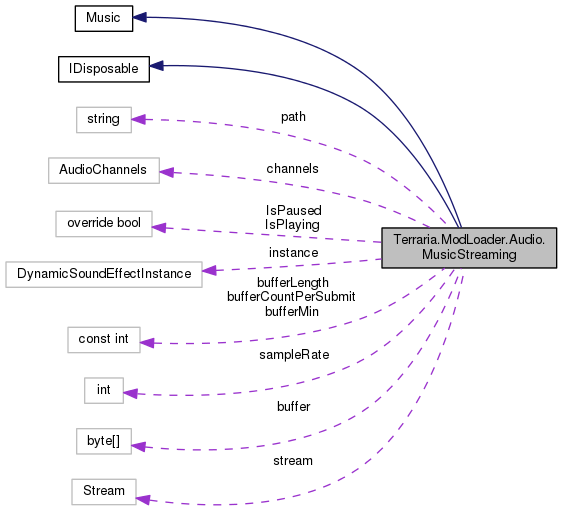 Music
IDisposable
string
path
AudioChannels
channels
override bool
IsPaused
IsPlaying
Terraria.ModLoader.Audio.
MusicStreaming
DynamicSoundEffectInstance
instance
bufferLength
bufferCountPerSubmit
bufferMin
const int
sampleRate
int
buffer
byte[]
stream
Stream